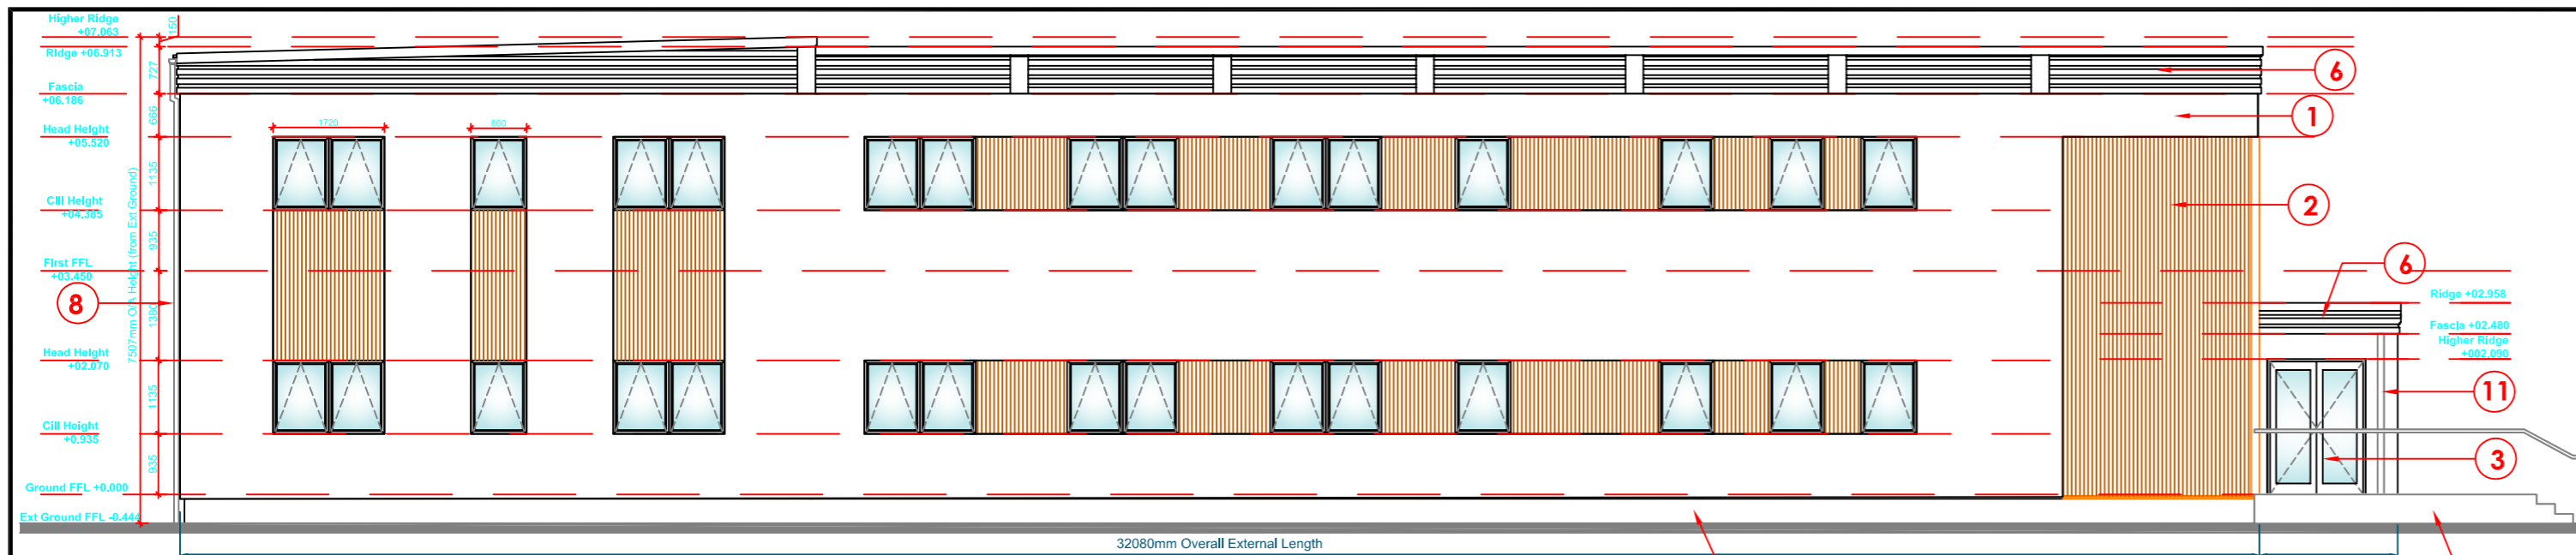 Higher Ridge
+07.063
150
Ridge +06.913
727
Fascia
+06.186
666
Head Height
+05.520
1720
860
1135
Cill Height
+04.385
935
First FFL
+03.450
7507mm O/A Height (from Ext Ground)
1380
Head Height
+02.070
1135
Cill Height
+0.935
935
Ground FFL +0.000
Ext Ground FFL -0.444
32080mm Overall External Length
6
1
2
6
8
Ridge +02.958
Fascia +02.480
Higher Ridge
+002.090
11
3